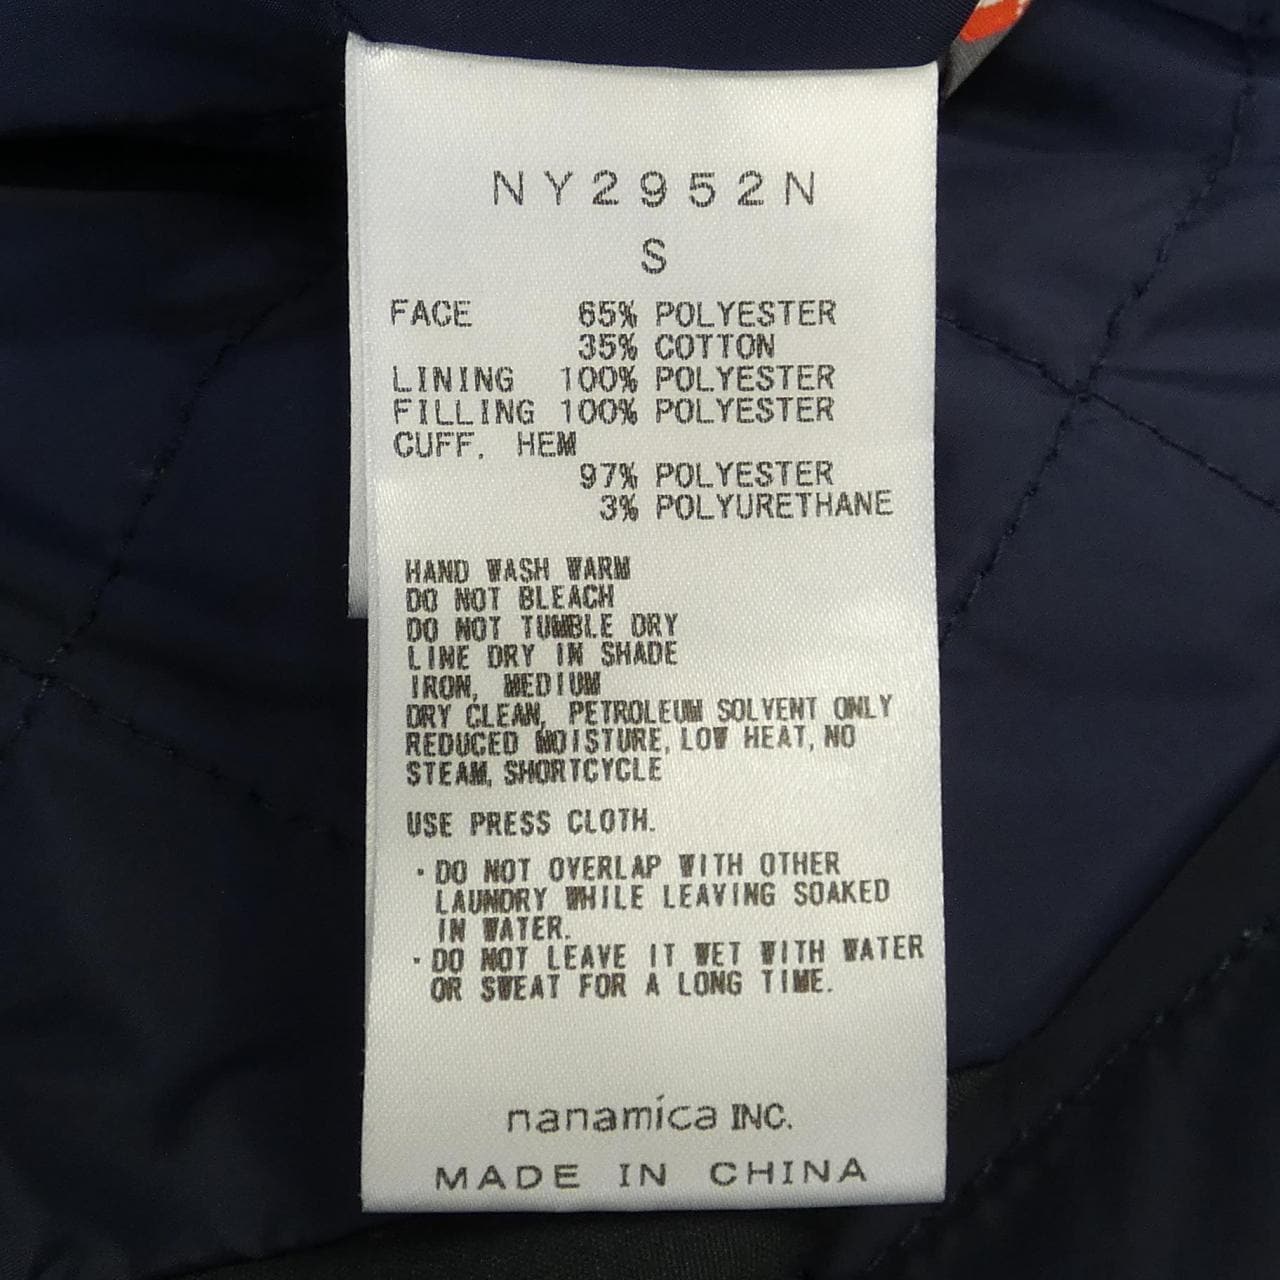 NY2952N
S
FACE 65% POLYESTER
35% COTTON
LINING 100% POLYESTER
FILLING 100% POLYESTER
CUFF, HEM
97% POLYESTER
3% POLYURETHANE
HAND WASH WARM
DO NOT BLEACH
DO NOT TUMBLE DRY
LINE DRY IN SHADE
IRON, MEDIUM
DRY CLEAN, PETROLEUM SOLVENT ONLY
REDUCED MOISTURE, LOW HEAT, NO
STEAM, SHORTCYCLE
USE PRESS CLOTH.
・DO NOT OVERLAP WITH OTHER
LAUNDRY WHILE LEAVING SOAKED
IN WATER.
・DO NOT LEAVE IT WET WITH WATER
OR SWEAT FOR A LONG TIME.
nanamica INC.
MADE IN CHINA